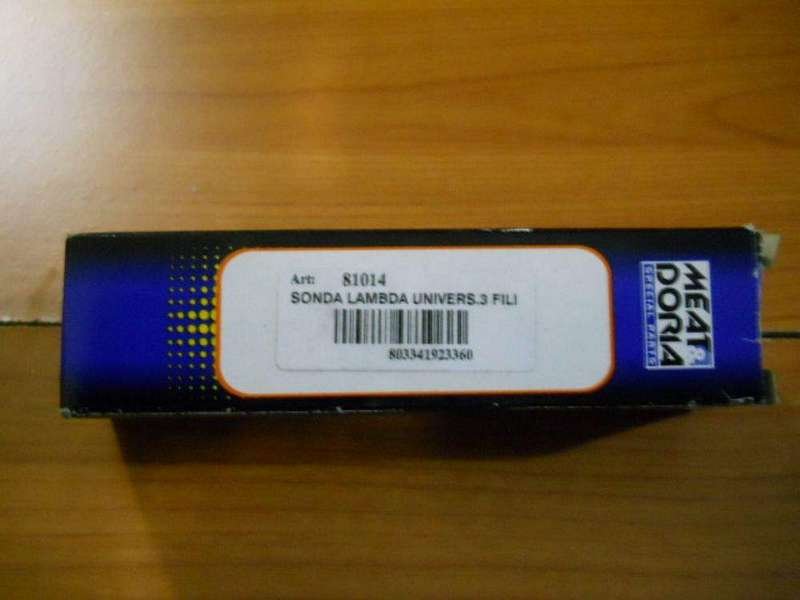 Art: 81014
SONDA LAMBDA UNIVERS.3 FILI
803341923360
MEAT &
DORIA
SPECIAL PARTS